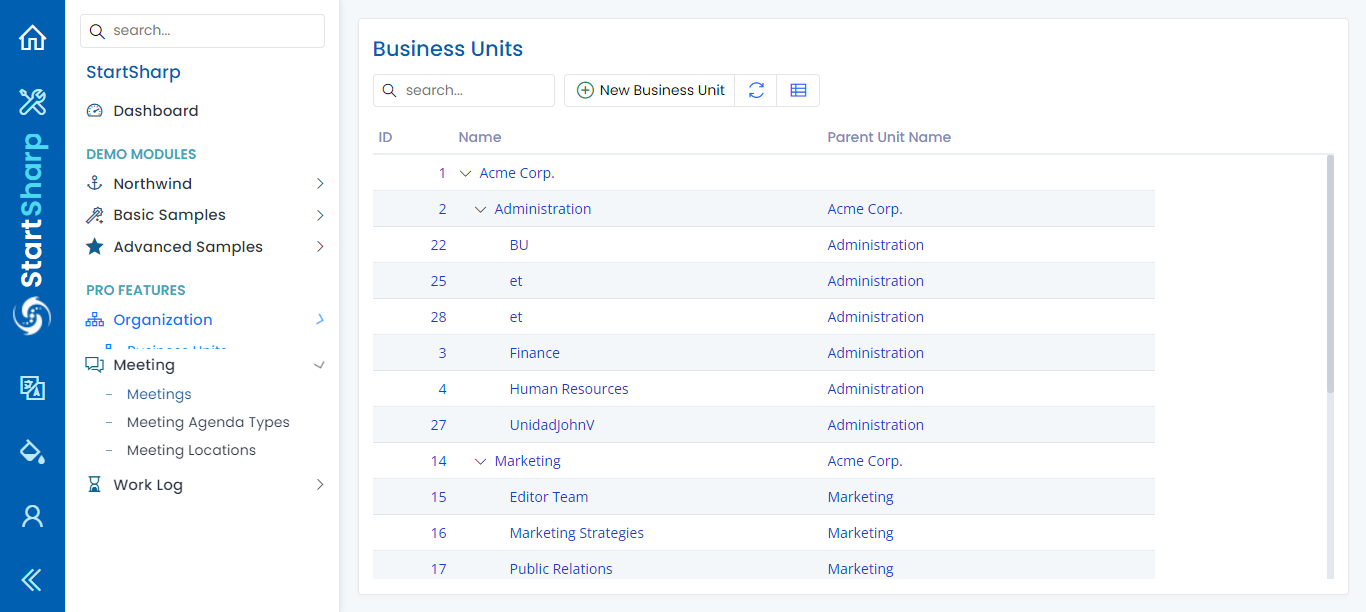 StartSharp
search...
StartSharp
Dashboard
DEMO MODULES
Northwind
Basic Samples
Advanced Samples
PRO FEATURES
Organization
Business Units
Meeting
Meetings
Meeting Agenda Types
Meeting Locations
Work Log
Business Units
search...
New Business Unit
ID Name Parent Unit Name
1 Acme Corp.
2 Administration Acme Corp.
22 BU Administration
25 et Administration
28 et Administration
3 Finance Administration
4 Human Resources Administration
27 UnidadJohnV Administration
14 Marketing Acme Corp.
15 Editor Team Marketing
16 Marketing Strategies Marketing
17 Public Relations Marketing